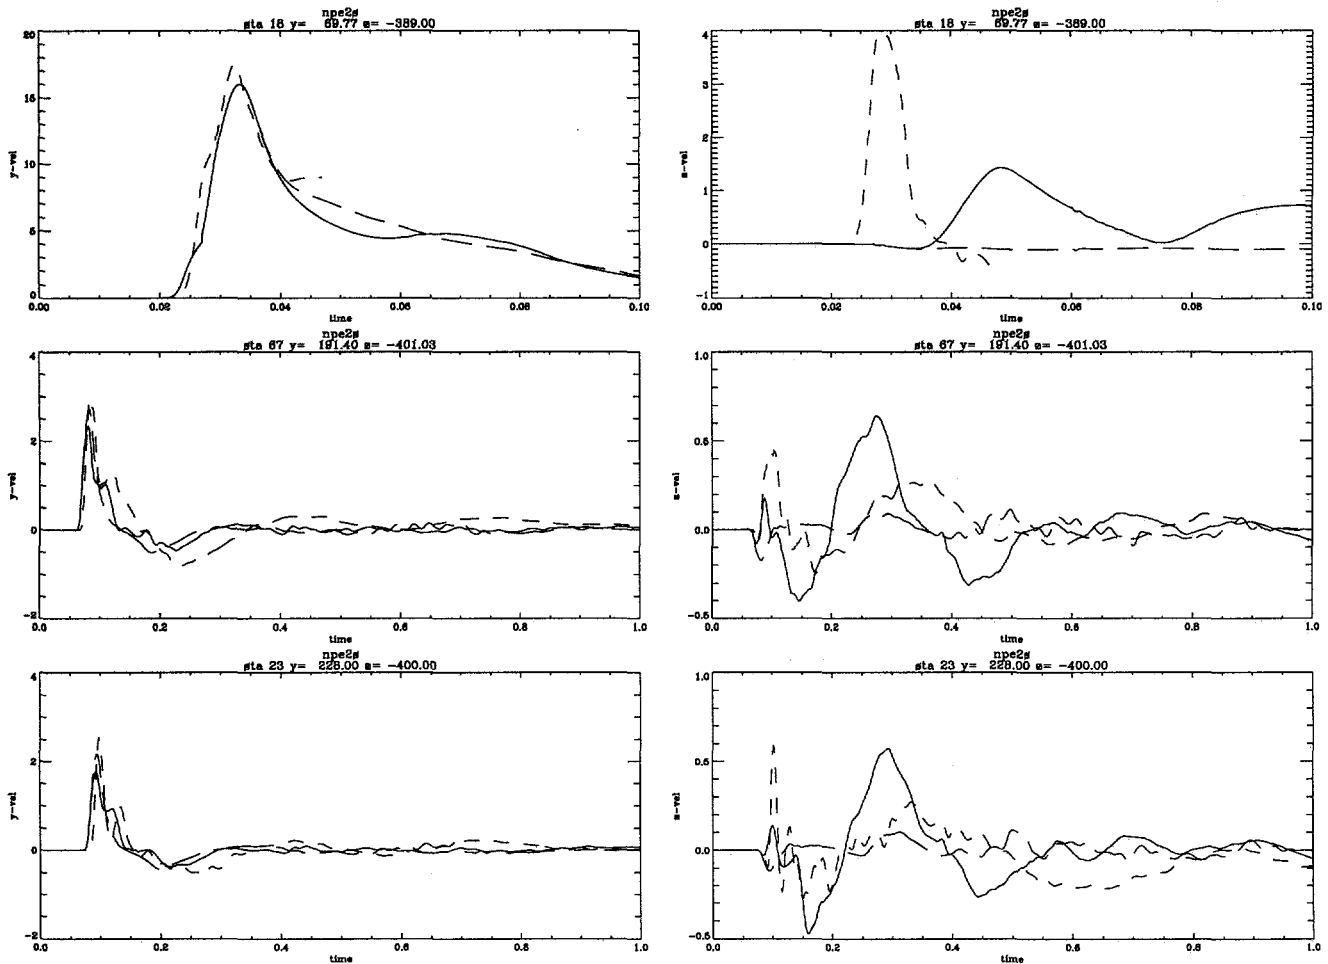 npe2s
sta 18 y= 69.77 z= -389.00
20
15
10
5
0
y-vel
0.00 0.02 0.04 0.06 0.08 0.10
time
npe2s
sta 18 y= 69.77 z= -389.00
4
3
2
1
0
-1
z-vel
0.00 0.02 0.04 0.06 0.08 0.10
time
npe2s
sta 67 y= 191.40 z= -401.03
4
2
0
-2
y-vel
0.0 0.2 0.4 0.6 0.8 1.0
time
npe2s
sta 67 y= 191.40 z= -401.03
1.0
0.5
0.0
-0.5
z-vel
0.0 0.2 0.4 0.6 0.8 1.0
time
npe2s
sta 23 y= 228.00 z= -400.00
4
2
0
-2
y-vel
0.0 0.2 0.4 0.6 0.8 1.0
time
npe2s
sta 23 y= 228.00 z= -400.00
1.0
0.5
0.0
-0.5
z-vel
0.0 0.2 0.4 0.6 0.8 1.0
time